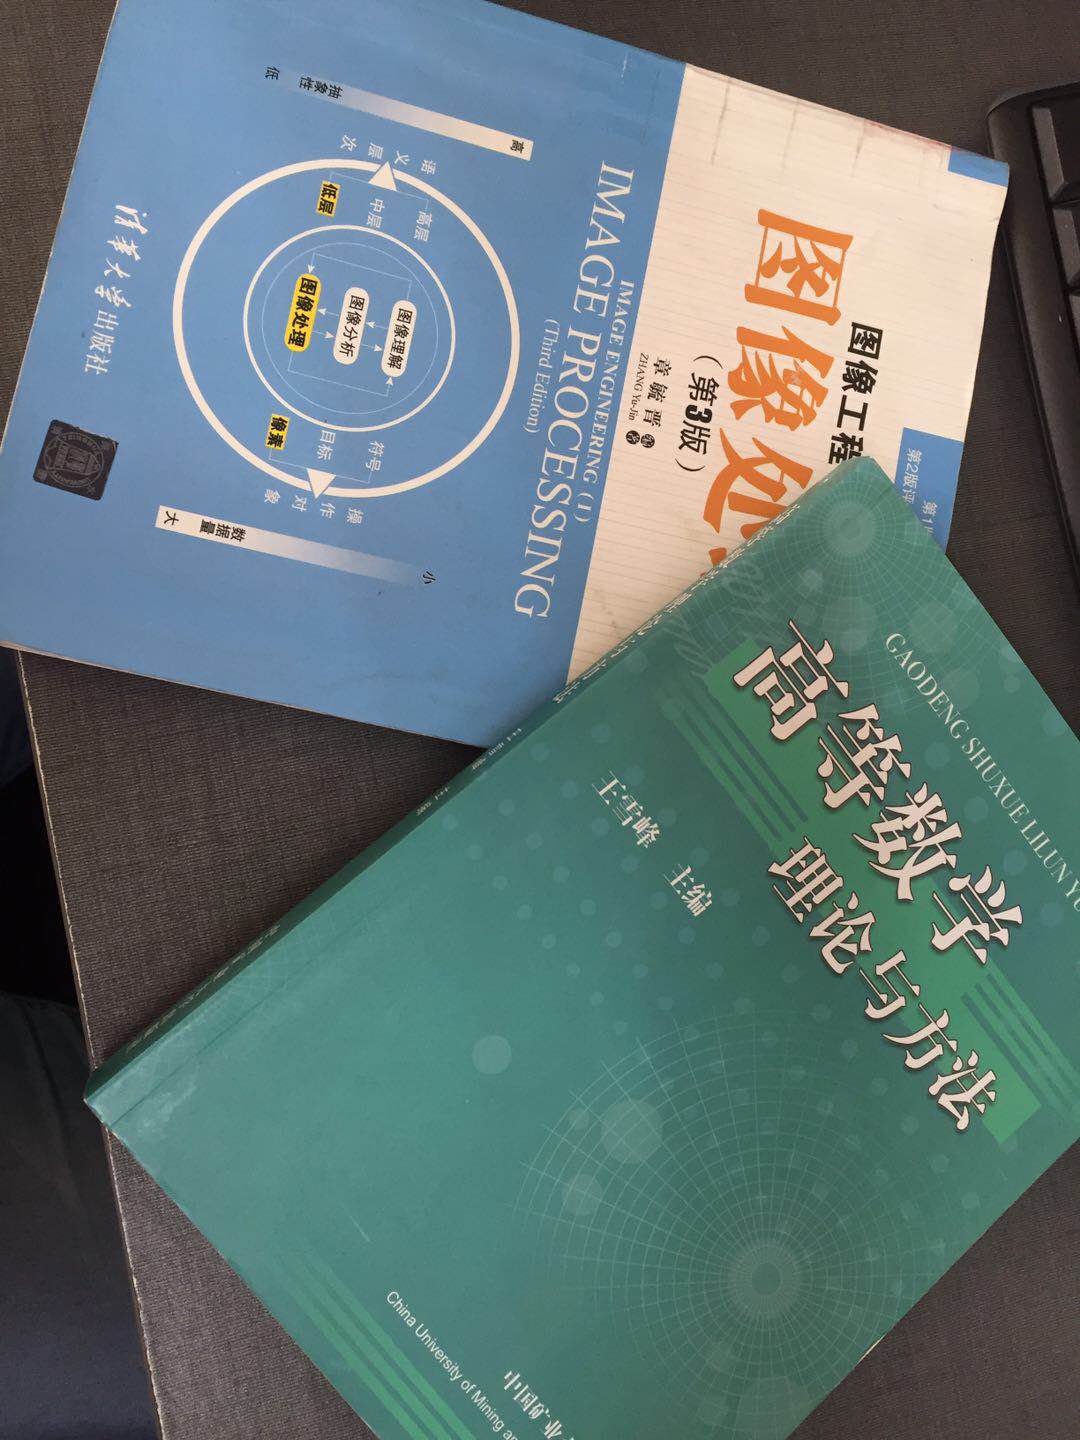 图像工程
图像处
(第3版)
章毓晋 编著
ZHANG Yu-Jin
IMAGE ENGINEERING (I)
IMAGE PROCESSING
(Third Edition)
第2版评
高
抽象性
低
语义层次
高层
中层
低层
图像理解
图像分析
图像处理
符号
目标
像素
操作对象
小
数据量
大
清华大学出版社
GAODENG SHUXUE LILUN YU
高等数学
理论与方法
王雪峰 主编
中国矿业
China University of Mining an